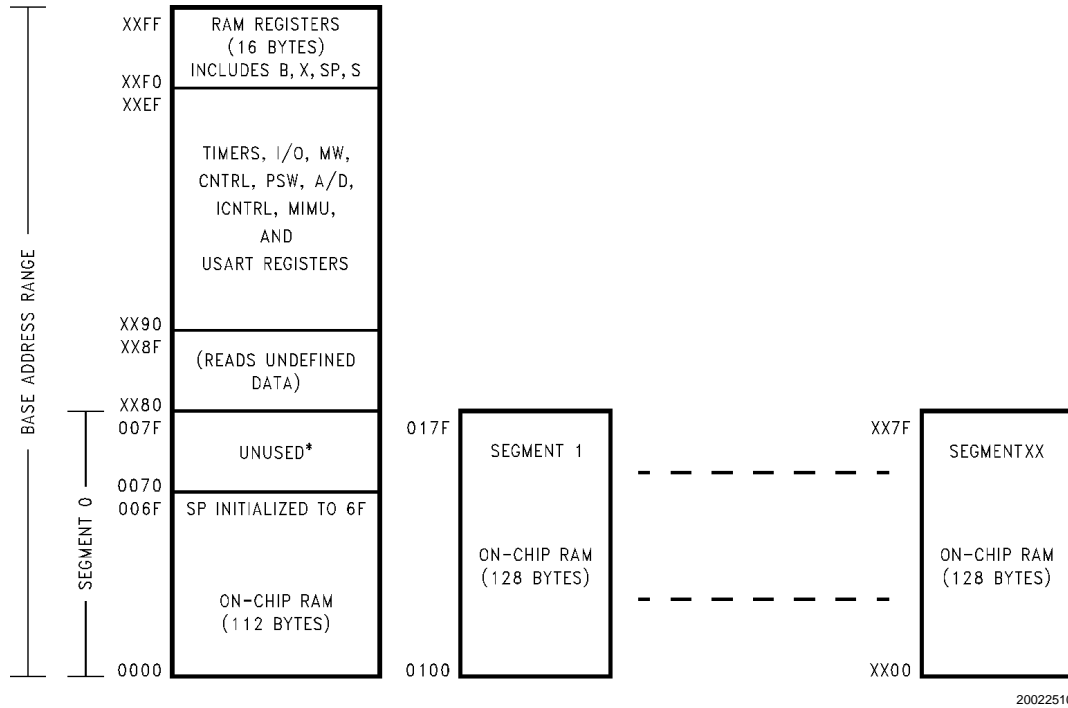 XXFF
RAM REGISTERS
(16 BYTES)
INCLUDES B, X, SP, S
XXF0
XXEF
TIMERS, I/O, MW,
CNTRL, PSW, A/D,
ICNTRL, MIMU,
AND
USART REGISTERS
XX90
XX8F
(READS UNDEFINED
DATA)
XX80
007F
UNUSED*
0070
006F
SP INITIALIZED TO 6F
ON-CHIP RAM
(112 BYTES)
0000
BASE ADDRESS RANGE
SEGMENT 0
017F
SEGMENT 1
ON-CHIP RAM
(128 BYTES)
0100
XX7F
SEGMENTXX
ON-CHIP RAM
(128 BYTES)
XX00